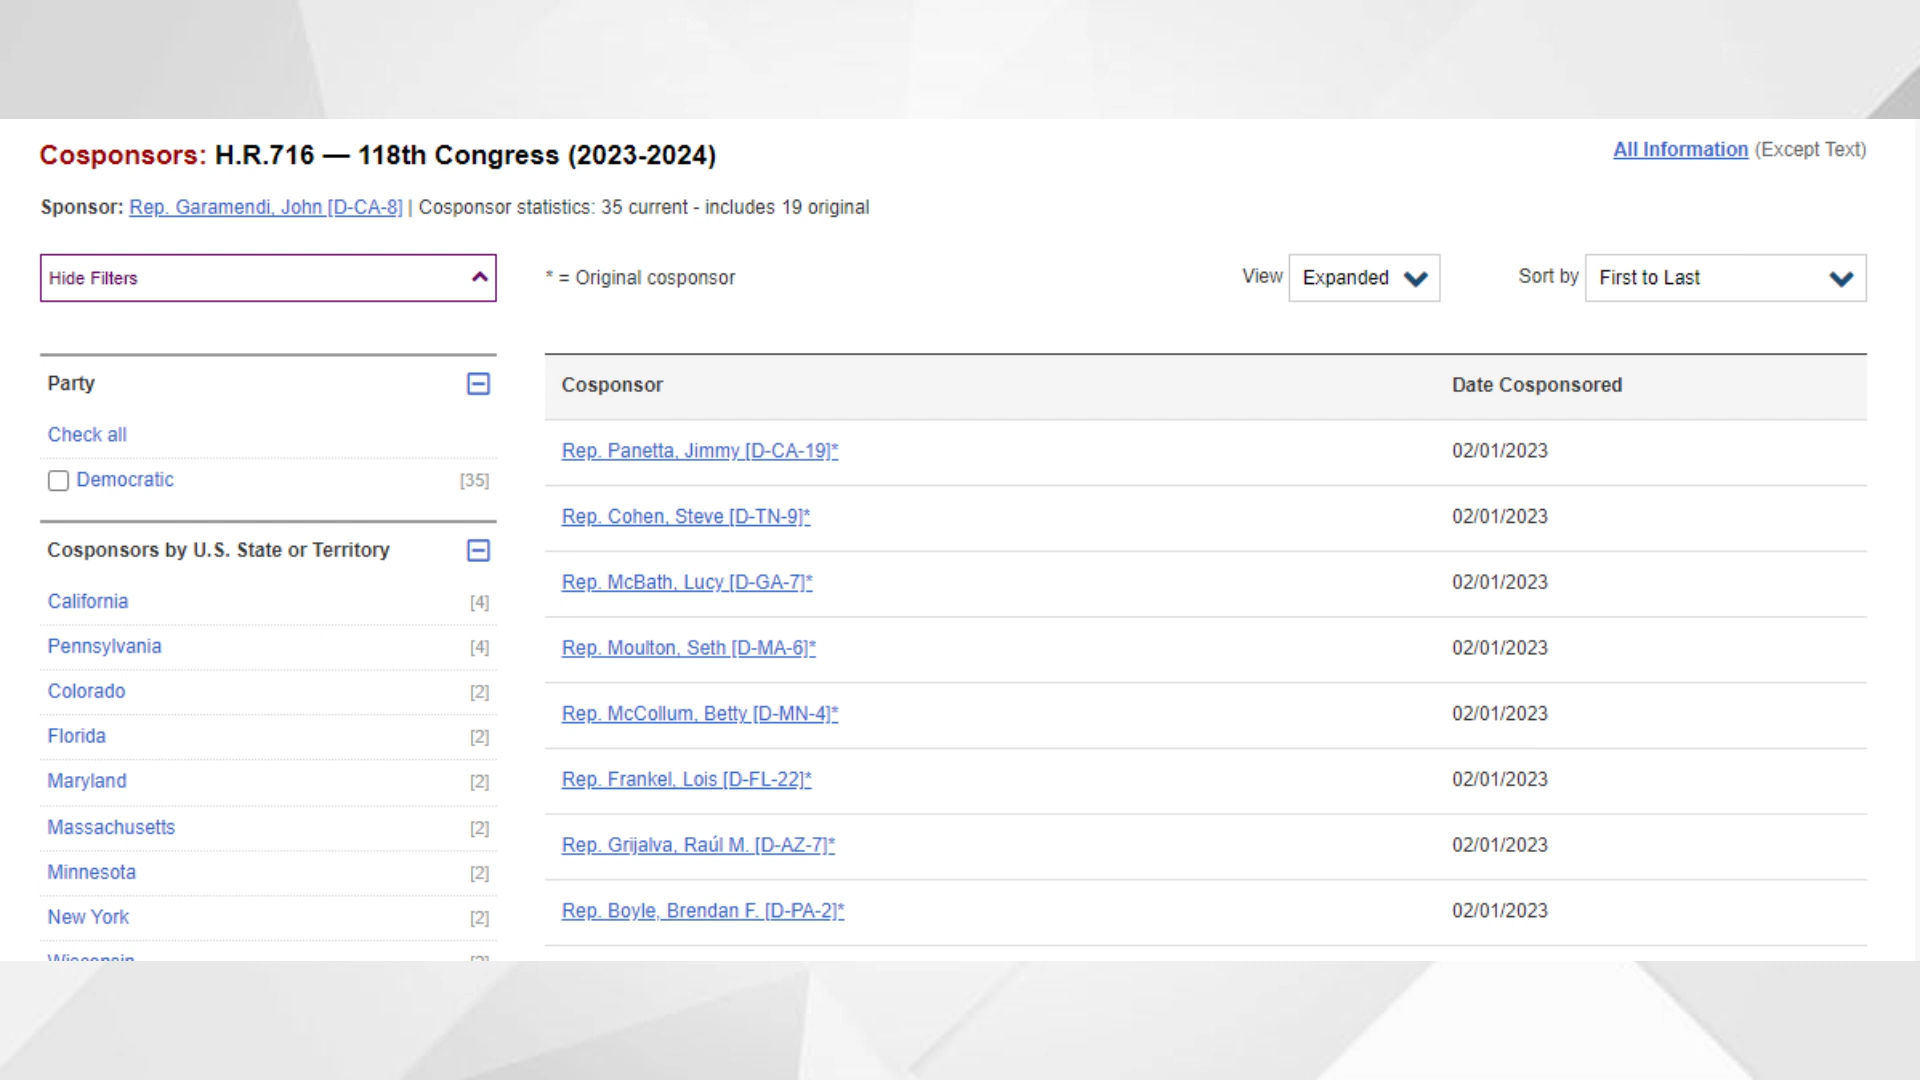 Cosponsors: H.R.716 — 118th Congress (2023-2024)
All Information (Except Text)
Sponsor: Rep. Garamendi, John [D-CA-8] | Cosponsor statistics: 35 current - includes 19 original
Hide Filters
* = Original cosponsor
View Expanded
Sort by First to Last
Party
Check all
Democratic [35]
Cosponsors by U.S. State or Territory
California [4]
Pennsylvania [4]
Colorado [2]
Florida [2]
Maryland [2]
Massachusetts [2]
Minnesota [2]
New York [2]
Wisconsin [2]
Cosponsor Date Cosponsored
Rep. Panetta, Jimmy [D-CA-19]* 02/01/2023
Rep. Cohen, Steve [D-TN-9]* 02/01/2023
Rep. McBath, Lucy [D-GA-7]* 02/01/2023
Rep. Moulton, Seth [D-MA-6]* 02/01/2023
Rep. McCollum, Betty [D-MN-4]* 02/01/2023
Rep. Frankel, Lois [D-FL-22]* 02/01/2023
Rep. Grijalva, Raúl M. [D-AZ-7]* 02/01/2023
Rep. Boyle, Brendan F. [D-PA-2]* 02/01/2023